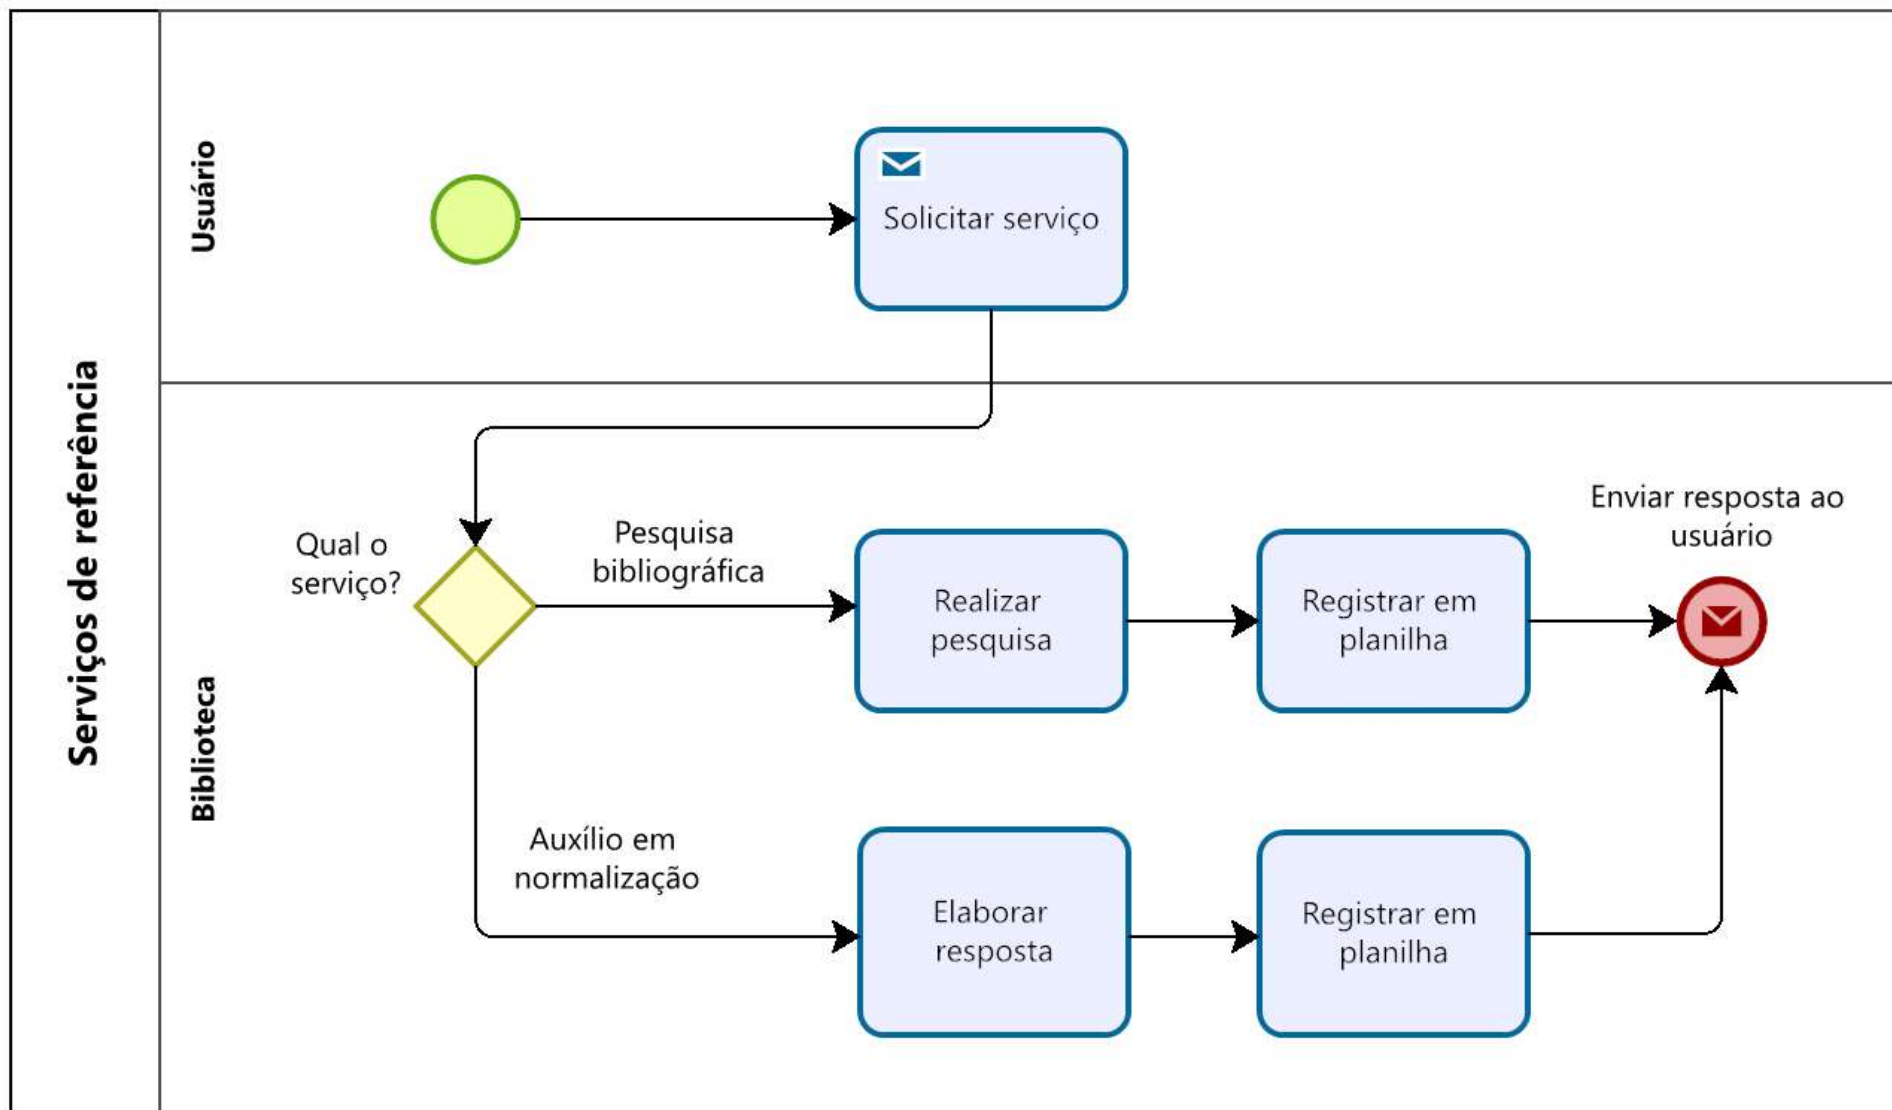 Serviços de referência
Usuário
Solicitar serviço
Biblioteca
Qual o
serviço?
Pesquisa
bibliográfica
Realizar
pesquisa
Registrar em
planilha
Enviar resposta ao
usuário
Auxílio em
normalização
Elaborar
resposta
Registrar em
planilha